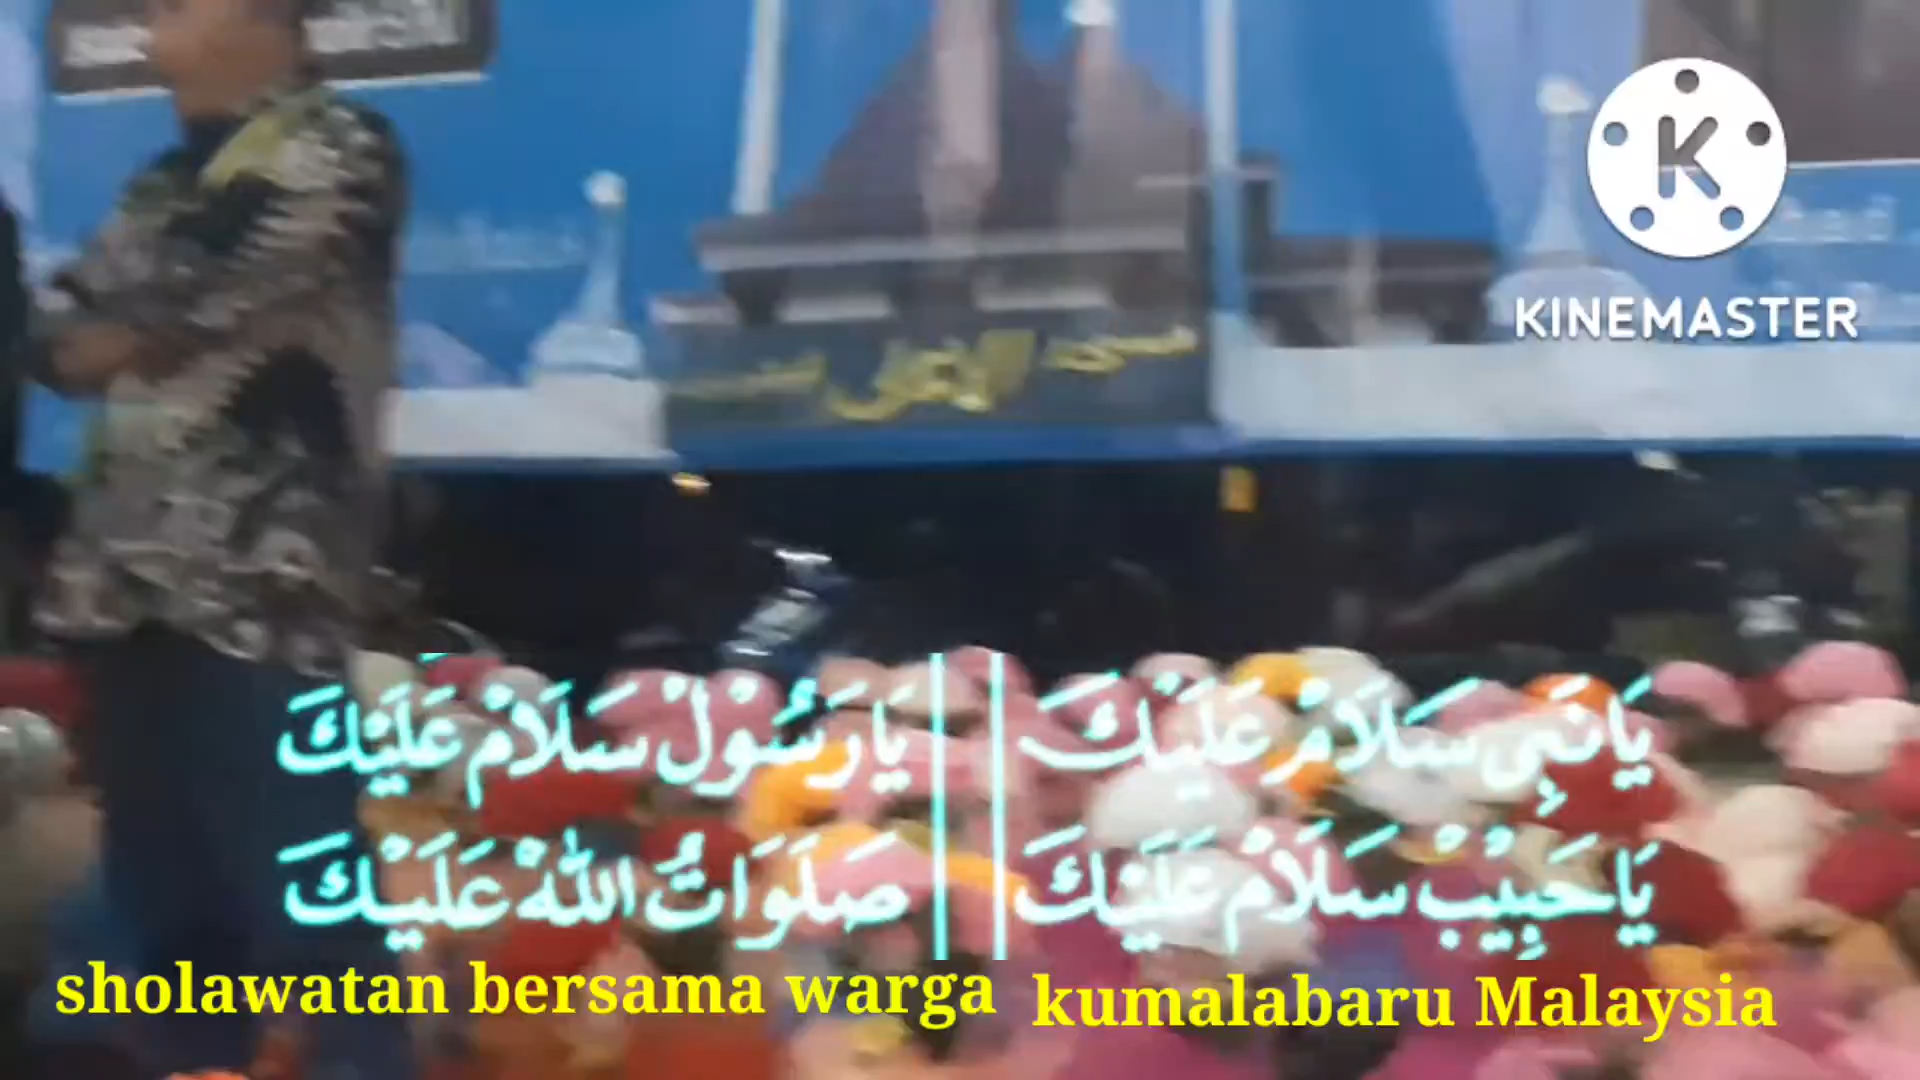 KINEMASTER
يَا نَبِى سَلَامْ عَلَيْكَ يَا رَسُوْلْ سَلَامْ عَلَيْكَ
يَا حَبِيْبْ سَلَامْ عَلَيْكَ صَلَوَاتُ اللهْ عَلَيْكَ
sholawatan bersama warga kumalabaru Malaysia